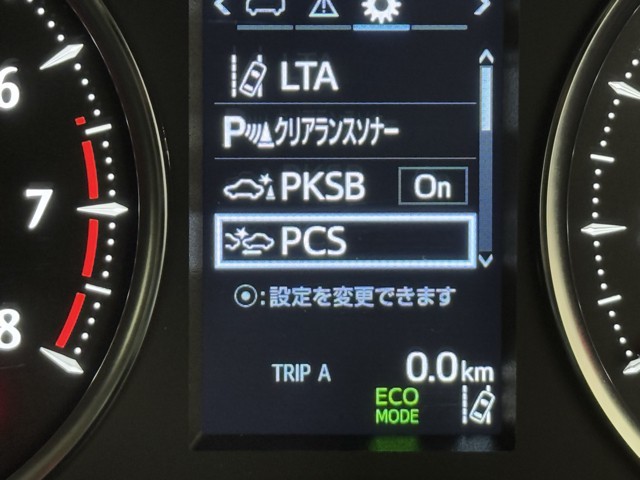 LTA
Pクリアランスソナー
PKSB On
PCS
⦿:設定を変更できます
TRIP A 0.0km
ECO
MODE
6
7
8